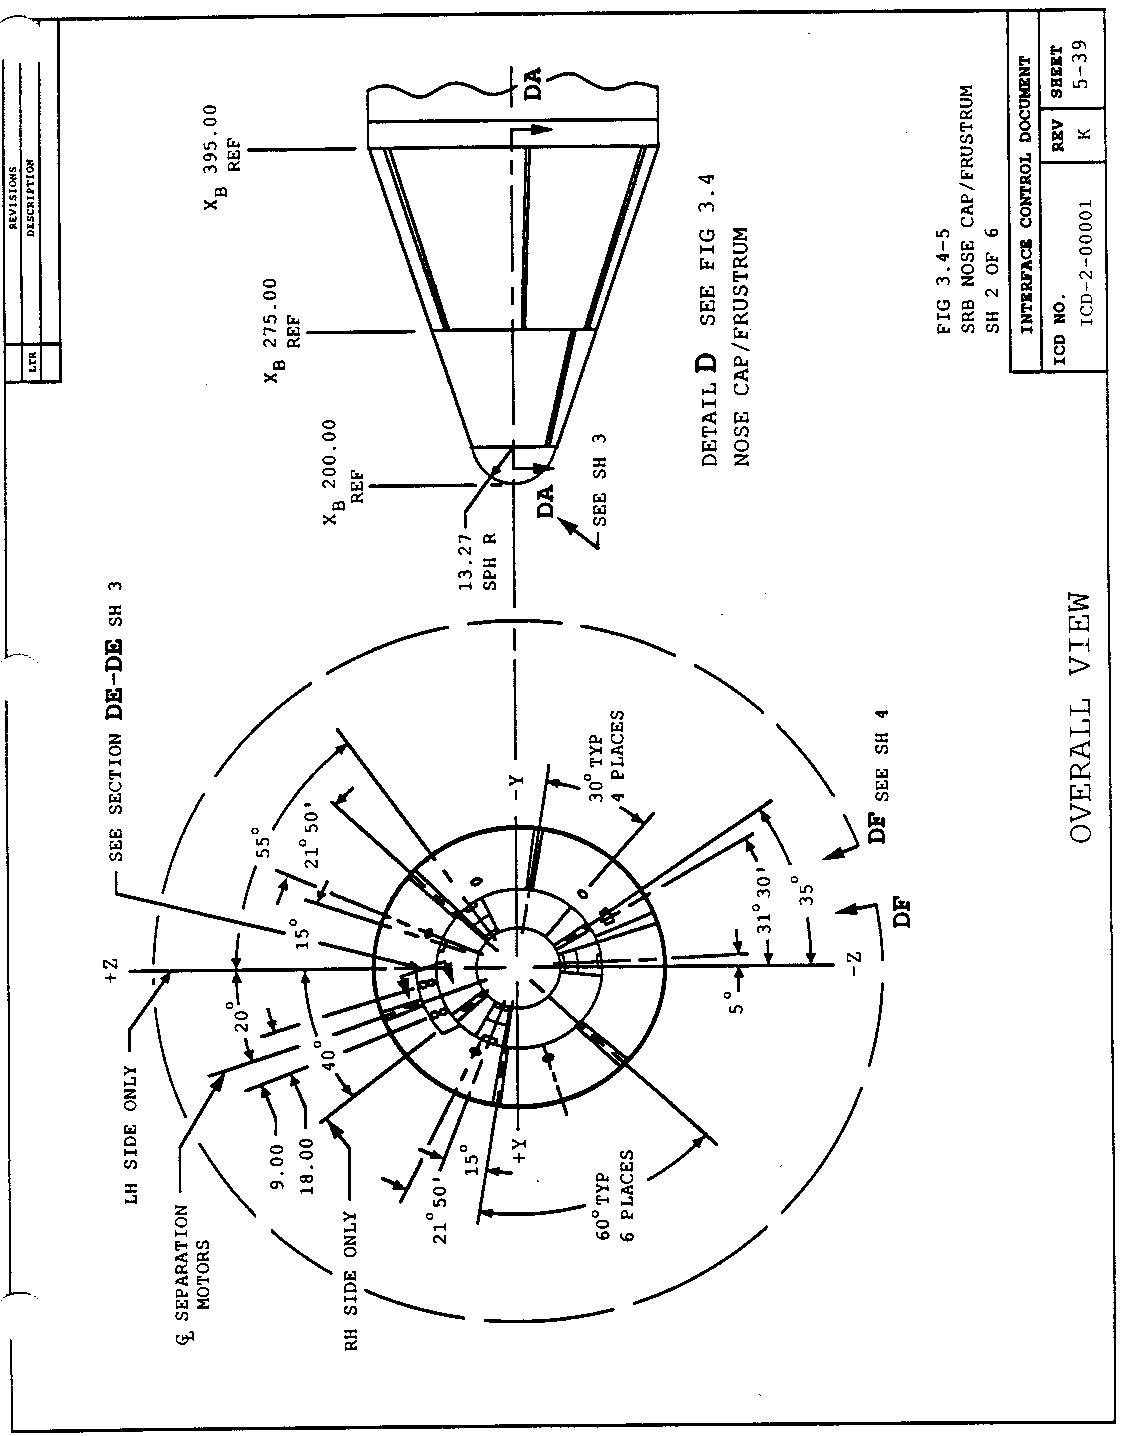 REVISIONS
LTR DESCRIPTION
LH SIDE ONLY
+Z
SEE SECTION DE-DE SH 3
℄ SEPARATION
MOTORS
9.00
18.00
20°
15°
55°
21° 50'
40°
RH SIDE ONLY
21° 50'
15°
+Y
-Y
60° TYP
6 PLACES
30° TYP
4 PLACES
5°
31° 30'
35°
-Z
DF
DF SEE SH 4
X_B 200.00
REF
X_B 275.00
REF
X_B 395.00
REF
13.27
SPH R
DA
DA
SEE SH 3
DETAIL D SEE FIG 3.4
NOSE CAP/FRUSTRUM
OVERALL VIEW
FIG 3.4-5
SRB NOSE CAP/FRUSTRUM
SH 2 OF 6
INTERFACE CONTROL DOCUMENT
ICD NO. REV SHEET
ICD-2-00001 K 5-39